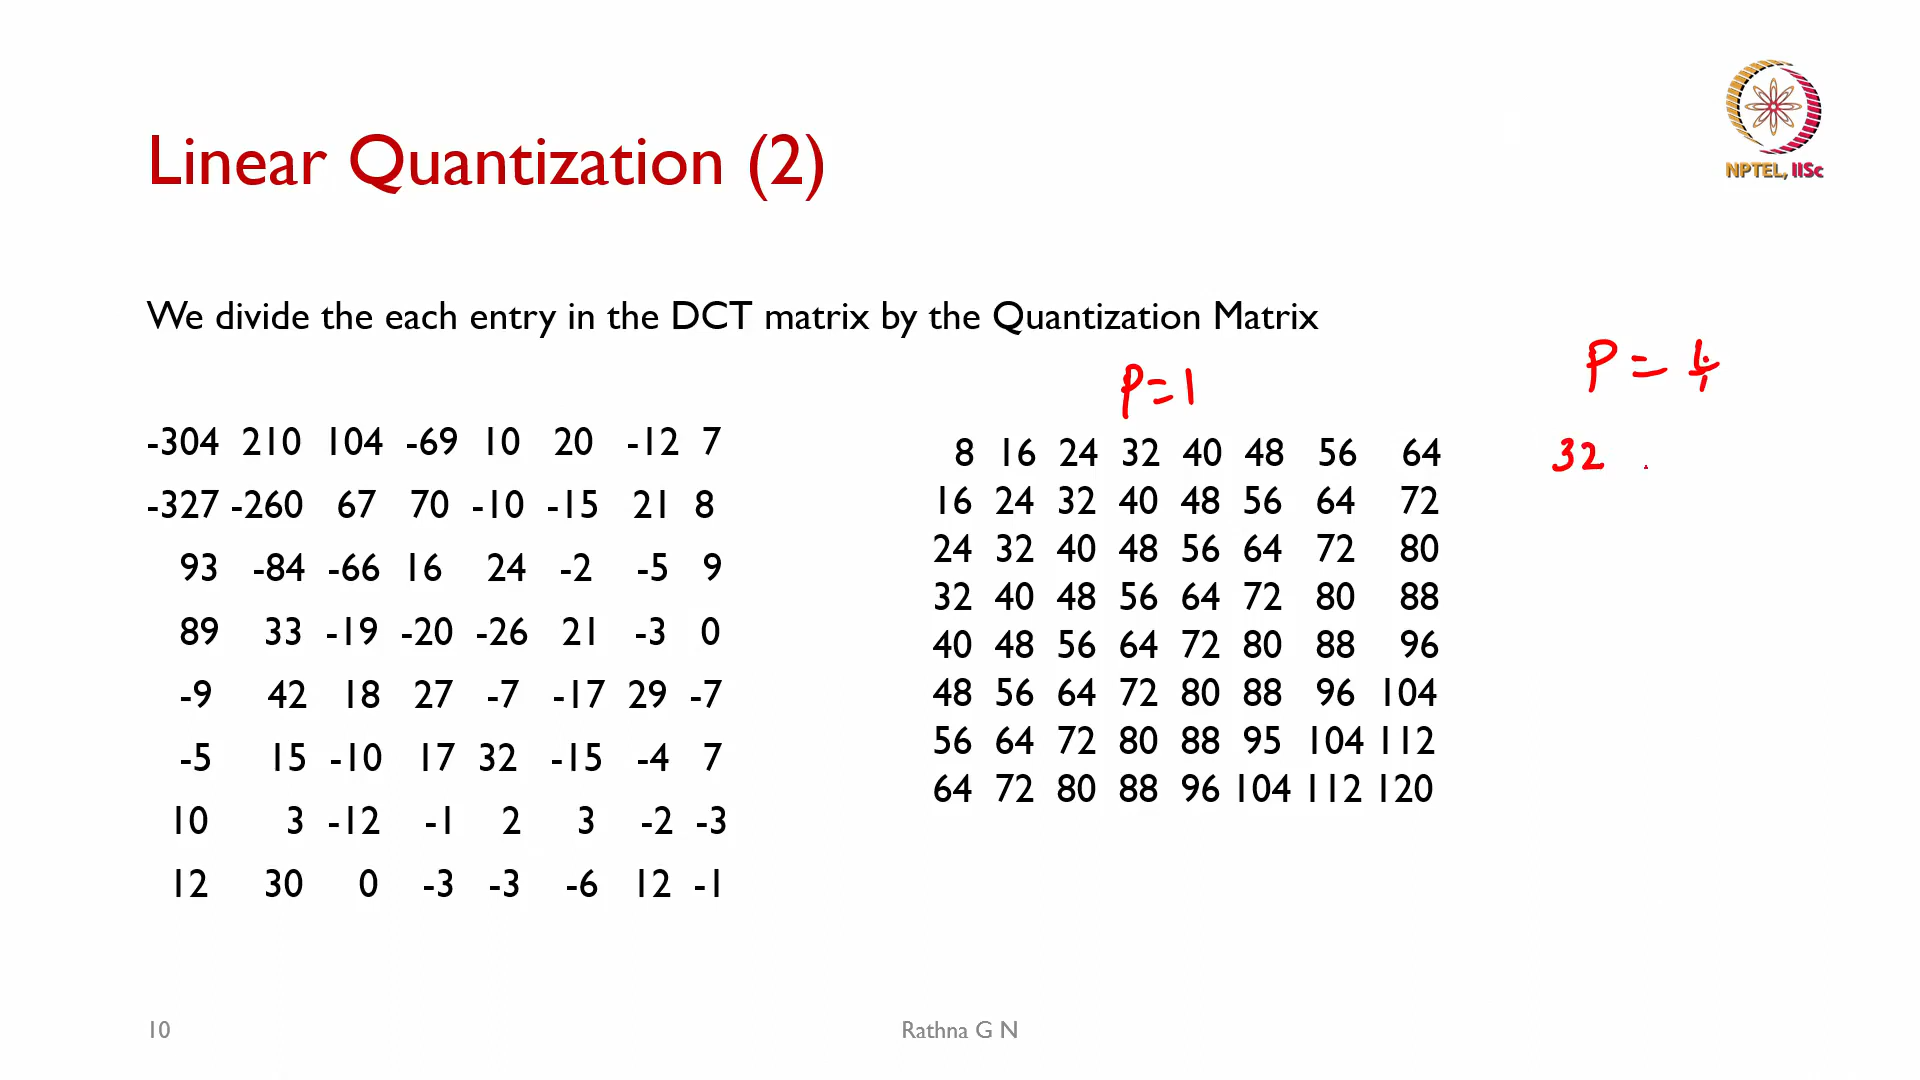 NPTEL, IISc
Linear Quantization (2)
We divide the each entry in the DCT matrix by the Quantization Matrix
P = 4
P=1
-304 210 104 -69 10 20 -12 7
-327 -260 67 70 -10 -15 21 8
93 -84 -66 16 24 -2 -5 9
89 33 -19 -20 -26 21 -3 0
-9 42 18 27 -7 -17 29 -7
-5 15 -10 17 32 -15 -4 7
10 3 -12 -1 2 3 -2 -3
12 30 0 -3 -3 -6 12 -1
8 16 24 32 40 48 56 64
16 24 32 40 48 56 64 72
24 32 40 48 56 64 72 80
32 40 48 56 64 72 80 88
40 48 56 64 72 80 88 96
48 56 64 72 80 88 96 104
56 64 72 80 88 95 104 112
64 72 80 88 96 104 112 120
32
10
Rathna G N